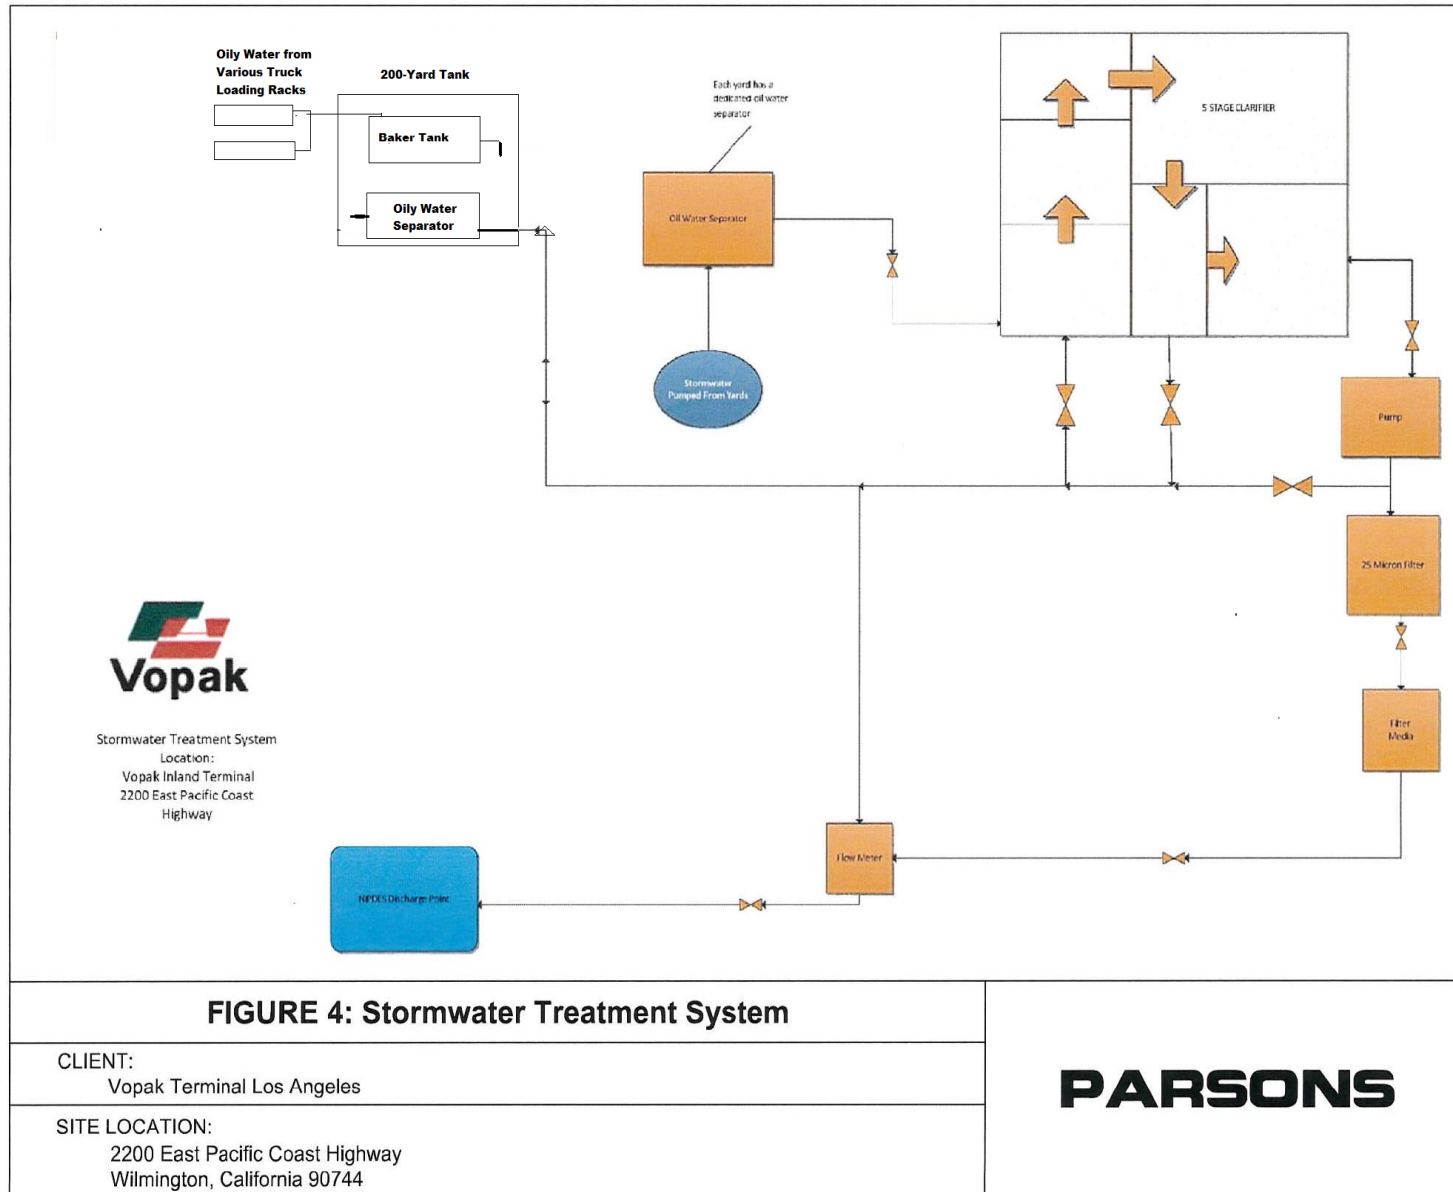 Oily Water from
Various Truck
Loading Racks
200-Yard Tank
Baker Tank
Oily Water
Separator
Each yard has a
dedicated oil water
separator
Oil Water Separator
Stormwater
Pumped From Yards
5 STAGE CLARIFIER
Pump
25 Micron Filter
Filter
Media
Flow Meter
NPDES Discharge Point
Vopak
Stormwater Treatment System
Location:
Vopak Inland Terminal
2200 East Pacific Coast
Highway
FIGURE 4: Stormwater Treatment System
CLIENT:
Vopak Terminal Los Angeles
SITE LOCATION:
2200 East Pacific Coast Highway
Wilmington, California 90744
PARSONS